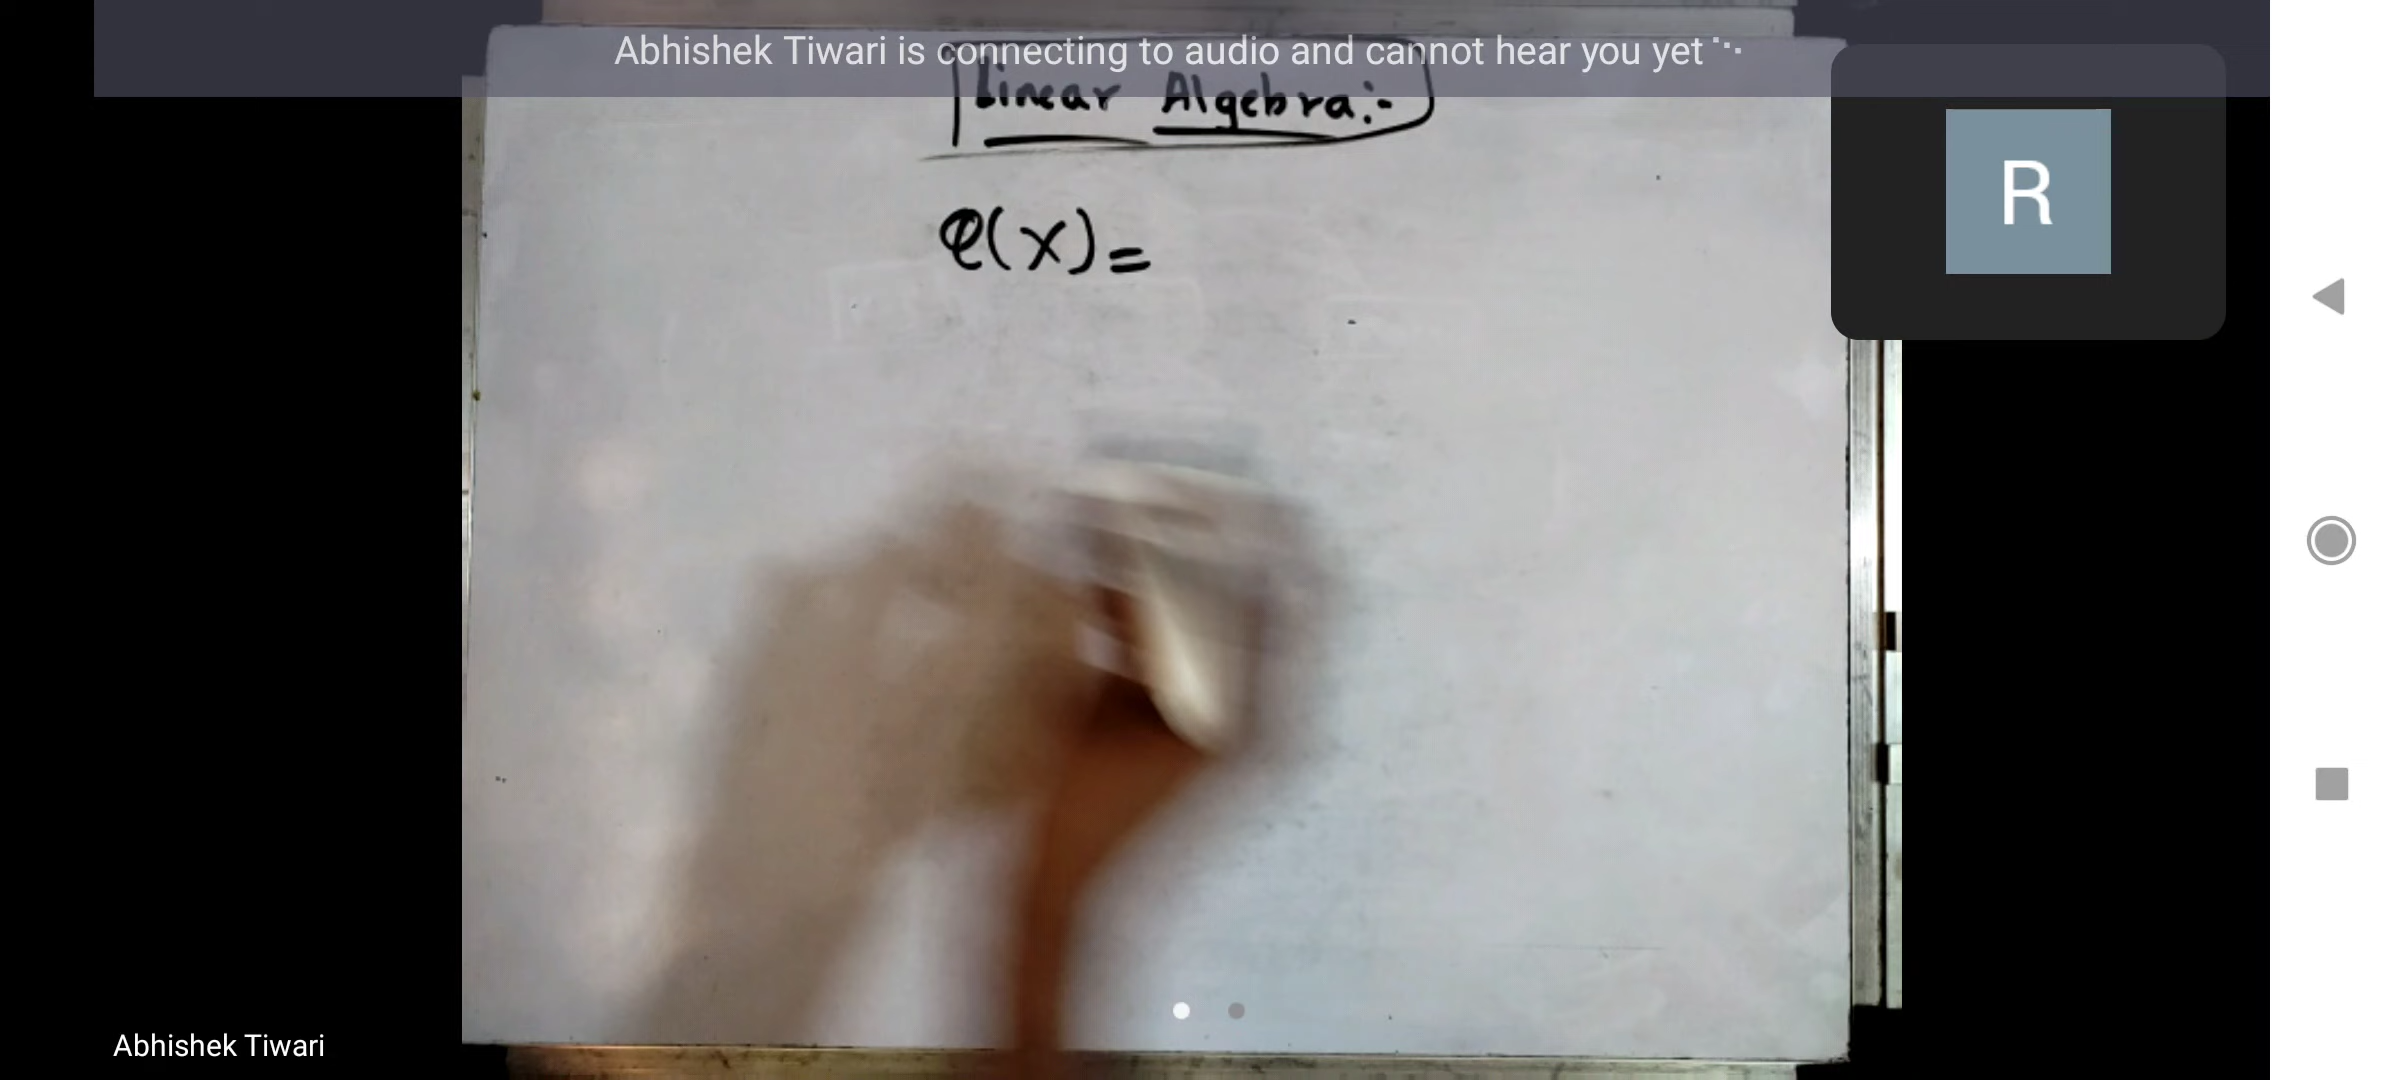 Abhishek Tiwari is connecting to audio and cannot hear you yet
Linear Algebra:-
R
Q(X)=
Abhishek Tiwari